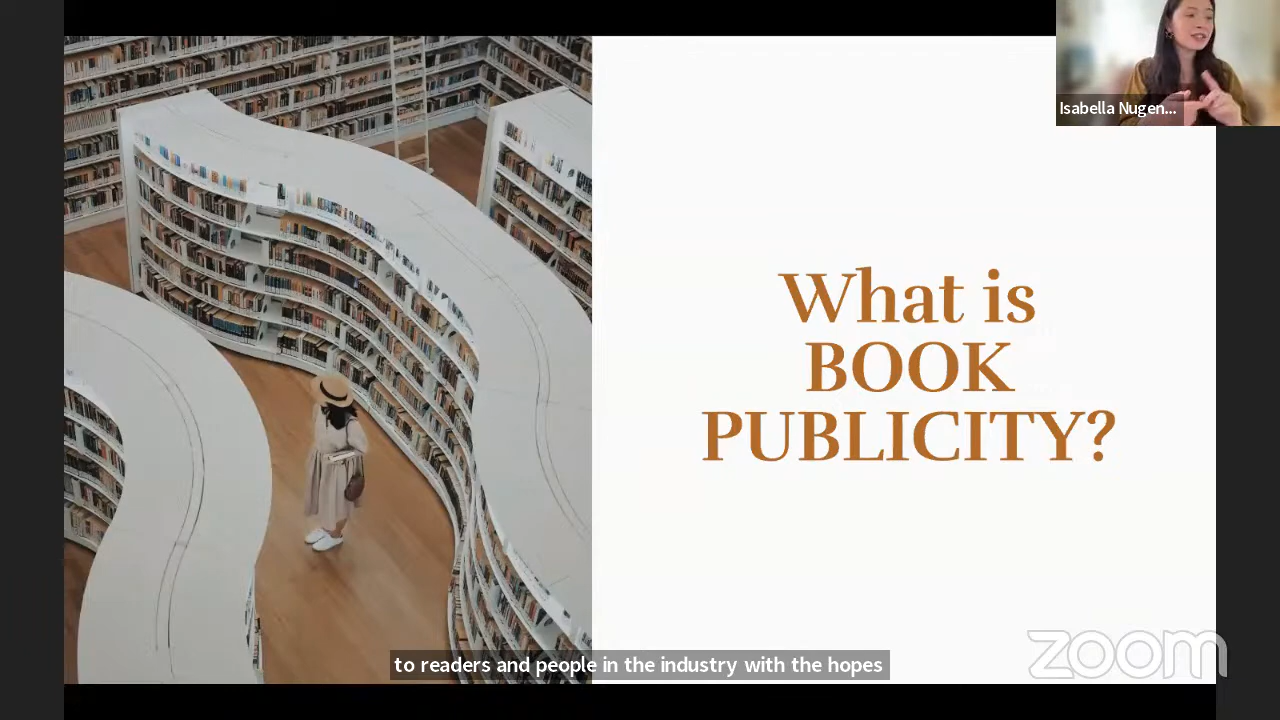 Isabella Nugen...
What is
BOOK
PUBLICITY?
to readers and people in the industry with the hopes
zoom